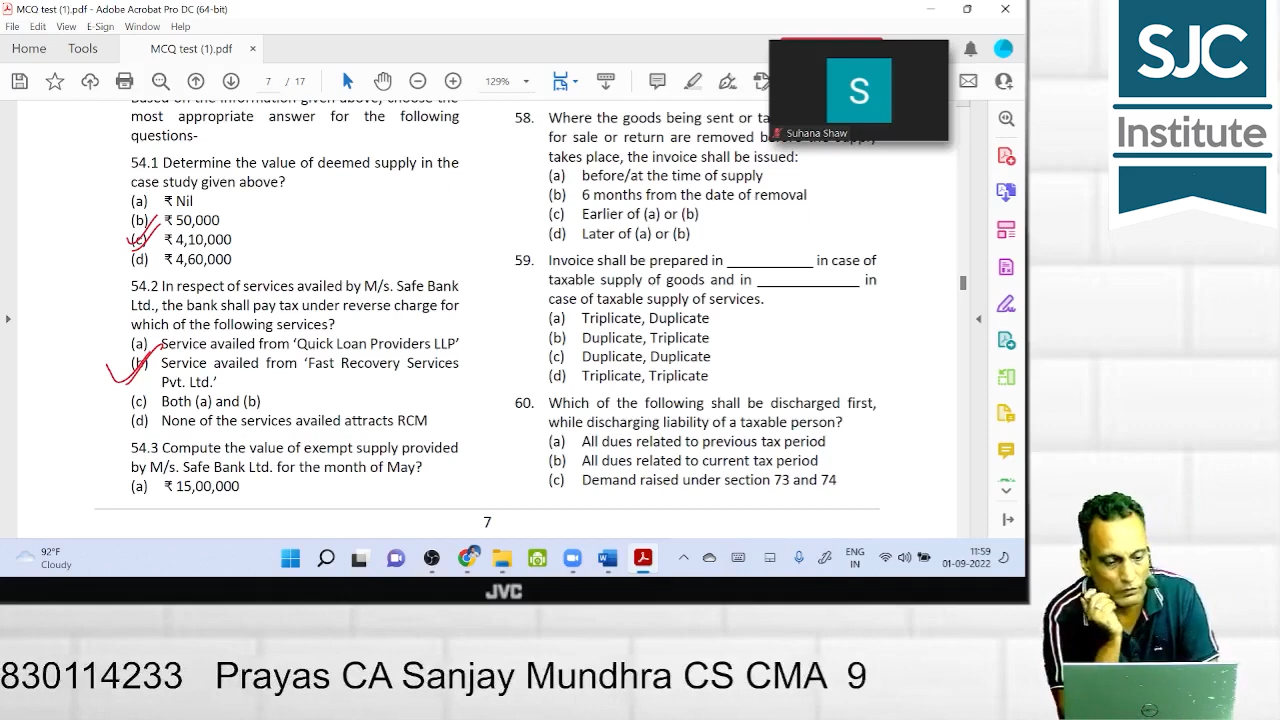 MCQ test (1).pdf - Adobe Acrobat Pro DC (64-bit)
File Edit View E-Sign Window Help
Home Tools MCQ test (1).pdf ×
7 / 17 129%
S
Suhana Shaw
SJC
Institute
Based on the information given above, choose the
most appropriate answer for the following
questions-
54.1 Determine the value of deemed supply in the
case study given above?
(a) ₹ Nil
(b) ₹ 50,000
(c) ₹ 4,10,000
(d) ₹ 4,60,000
54.2 In respect of services availed by M/s. Safe Bank
Ltd., the bank shall pay tax under reverse charge for
which of the following services?
(a) Service availed from ‘Quick Loan Providers LLP’
(b) Service availed from ‘Fast Recovery Services
Pvt. Ltd.’
(c) Both (a) and (b)
(d) None of the services availed attracts RCM
54.3 Compute the value of exempt supply provided
by M/s. Safe Bank Ltd. for the month of May?
(a) ₹ 15,00,000
58. Where the goods being sent or
for sale or return are removed before the supply
takes place, the invoice shall be issued:
(a) before/at the time of supply
(b) 6 months from the date of removal
(c) Earlier of (a) or (b)
(d) Later of (a) or (b)
59. Invoice shall be prepared in ____________ in case of
taxable supply of goods and in ______________ in
case of taxable supply of services.
(a) Triplicate, Duplicate
(b) Duplicate, Triplicate
(c) Duplicate, Duplicate
(d) Triplicate, Triplicate
60. Which of the following shall be discharged first,
while discharging liability of a taxable person?
(a) All dues related to previous tax period
(b) All dues related to current tax period
(c) Demand raised under section 73 and 74
7
92°F
Cloudy
ENG
IN
11:59
01-09-2022
JVC
830114233 Prayas CA Sanjay Mundhra CS CMA 9